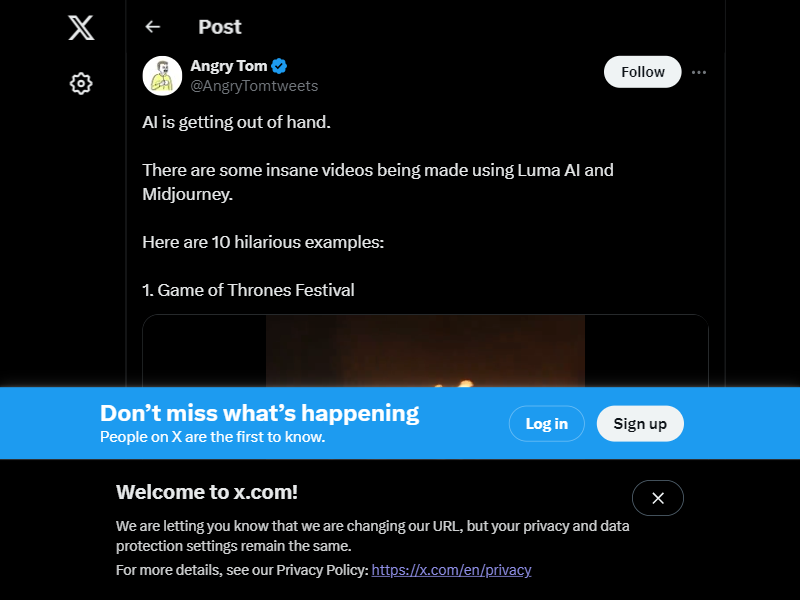 Post
Angry Tom
@AngryTomtweets
Follow
AI is getting out of hand.
There are some insane videos being made using Luma AI and
Midjourney.
Here are 10 hilarious examples:
1. Game of Thrones Festival
Don’t miss what’s happening
People on X are the first to know.
Log in
Sign up
Welcome to x.com!
We are letting you know that we are changing our URL, but your privacy and data
protection settings remain the same.
For more details, see our Privacy Policy: https://x.com/en/privacy